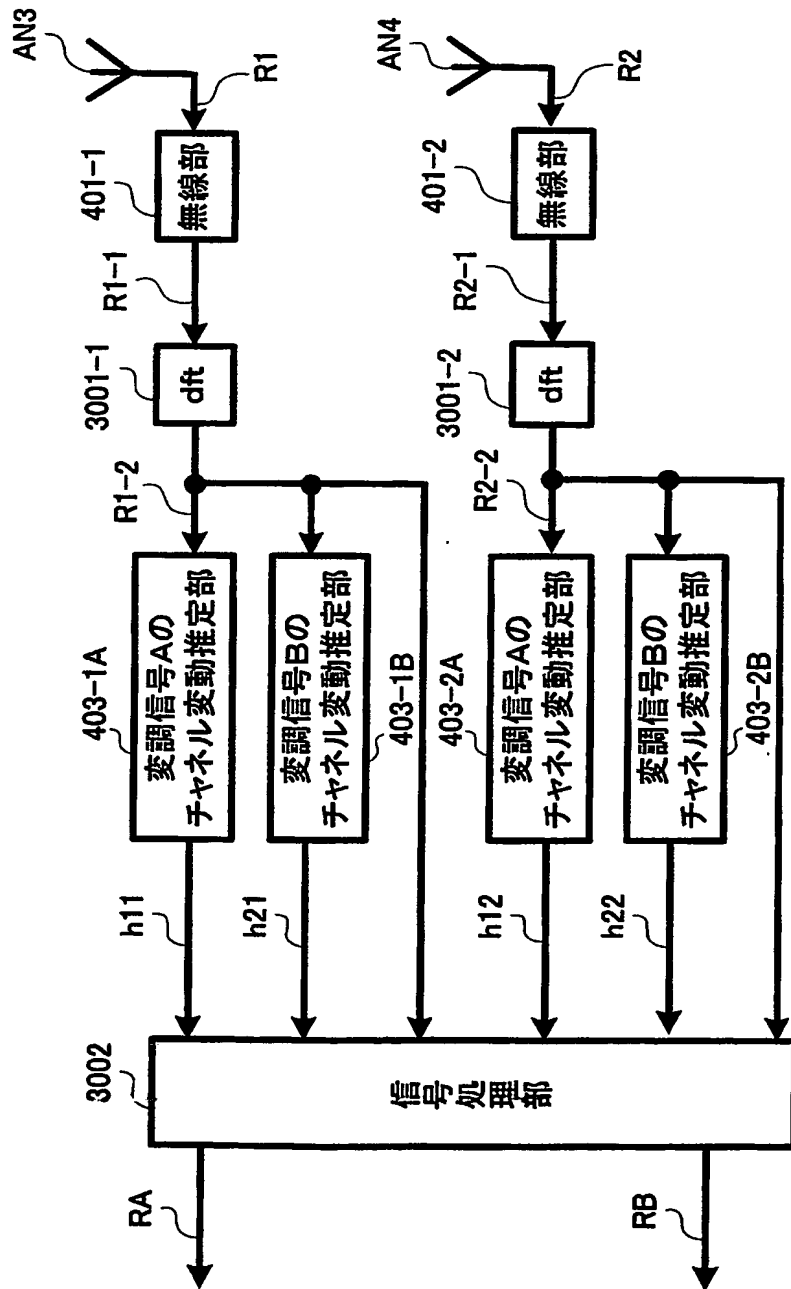 AN3
R1
401-1
無線部
R1-1
3001-1
dft
R1-2
403-1A
変調信号Aの
チャネル変動推定部
変調信号Bの
チャネル変動推定部
403-1B
h11
h21
AN4
R2
401-2
無線部
R2-1
3001-2
dft
R2-2
403-2A
変調信号Aの
チャネル変動推定部
変調信号Bの
チャネル変動推定部
403-2B
h12
h22
3002
信号処理部
RA
RB